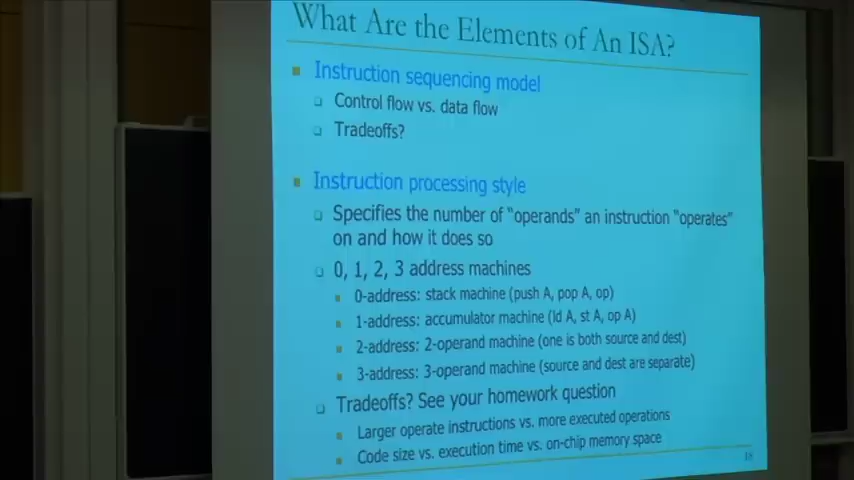 What Are the Elements of An ISA?
Instruction sequencing model
Control flow vs. data flow
Tradeoffs?
Instruction processing style
Specifies the number of “operands” an instruction “operates”
on and how it does so
0, 1, 2, 3 address machines
0-address: stack machine (push A, pop A, op)
1-address: accumulator machine (ld A, st A, op A)
2-address: 2-operand machine (one is both source and dest)
3-address: 3-operand machine (source and dest are separate)
Tradeoffs? See your homework question
Larger operate instructions vs. more executed operations
Code size vs. execution time vs. on-chip memory space